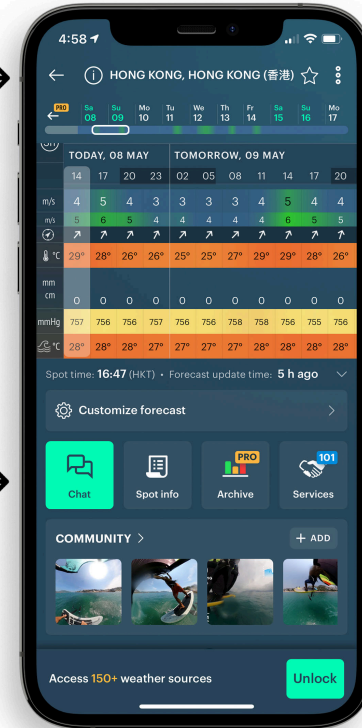 4:58
HONG KONG, HONG KONG (香港)
PRO Sa Su Mo Tu We Th Fr Sa Su Mo
08 09 10 11 12 13 14 15 16 17
TODAY, 08 MAY TOMORROW, 09 MAY
14 17 20 23 02 05 08 11 14 17 20
m/s 4 5 4 3 3 3 3 4 5 4 4
m/s 5 6 5 4 4 4 4 4 6 5 5
°C 29° 28° 26° 26° 25° 25° 27° 29° 29° 28° 26°
mm
cm 0 0 0 0 0 0 0 0 0 0 0
mmHg 757 756 756 757 756 756 758 758 756 755 756
°C 28° 28° 28° 28° 27° 27° 27° 28° 28° 28° 28°
Spot time: 16:47 (HKT) • Forecast update time: 5 h ago
Customize forecast
PRO 101
Chat Spot info Archive Services
COMMUNITY + ADD
Access 150+ weather sources Unlock